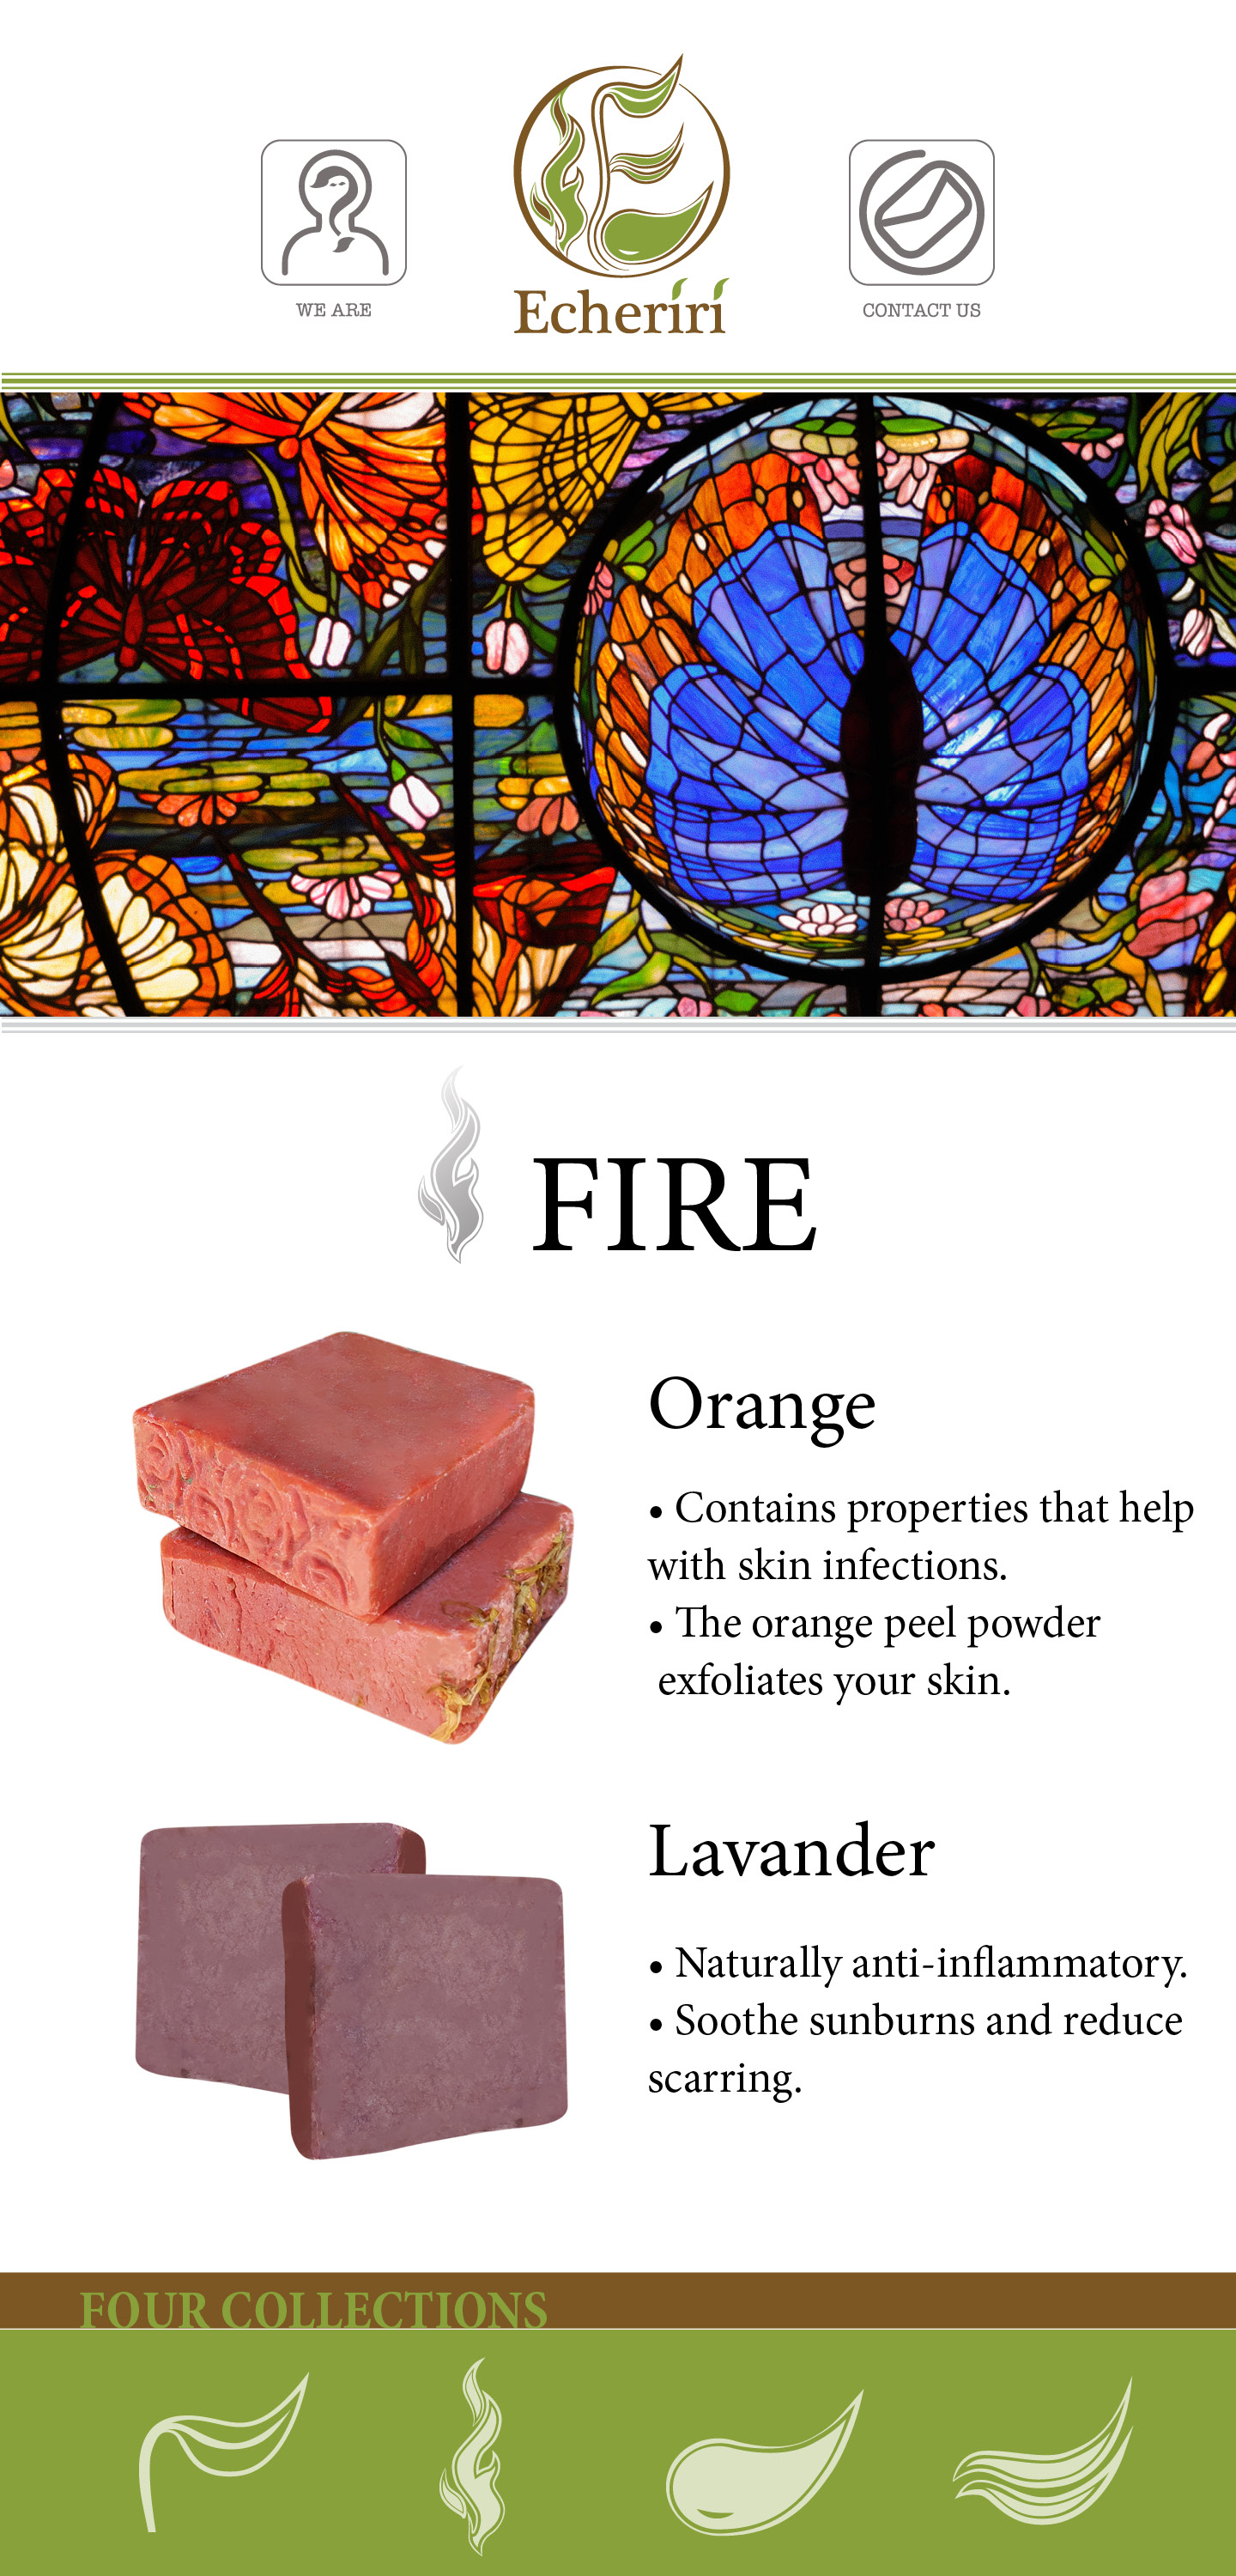 WE ARE
Echeriri
CONTACT US
FIRE
Orange
• Contains properties that help
with skin infections.
• The orange peel powder
exfoliates your skin.
Lavander
• Naturally anti-inflammatory.
• Soothe sunburns and reduce
scarring.
FOUR COLLECTIONS